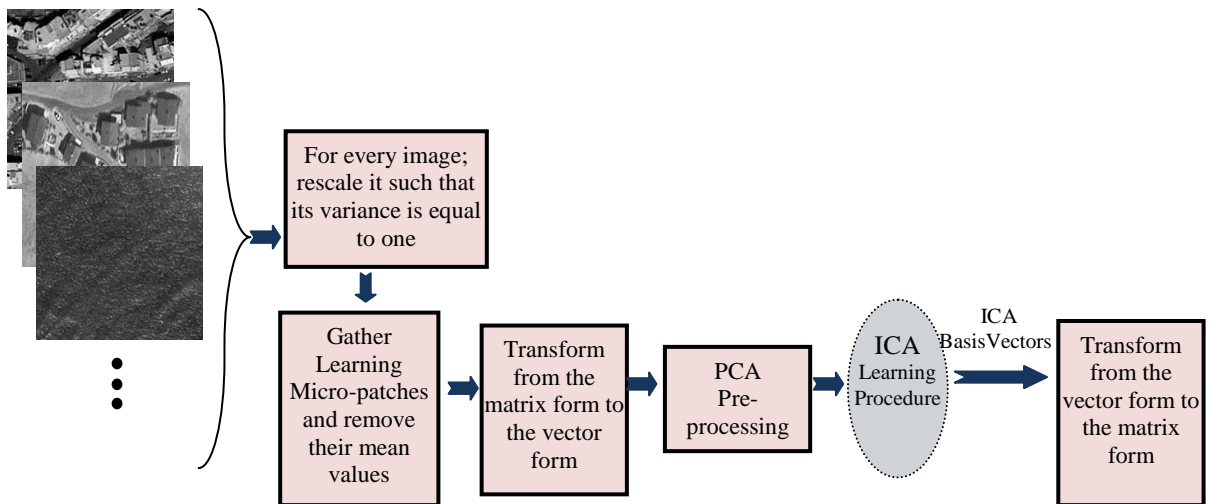 For every image;
rescale it such that
its variance is equal
to one
Gather
Learning
Micro-patches
and remove
their mean
values
Transform
from the
matrix form to
the vector
form
PCA
Pre-
processing
ICA
Learning
Procedure
ICA
BasisVectors
Transform
from the
vector form to
the matrix
form